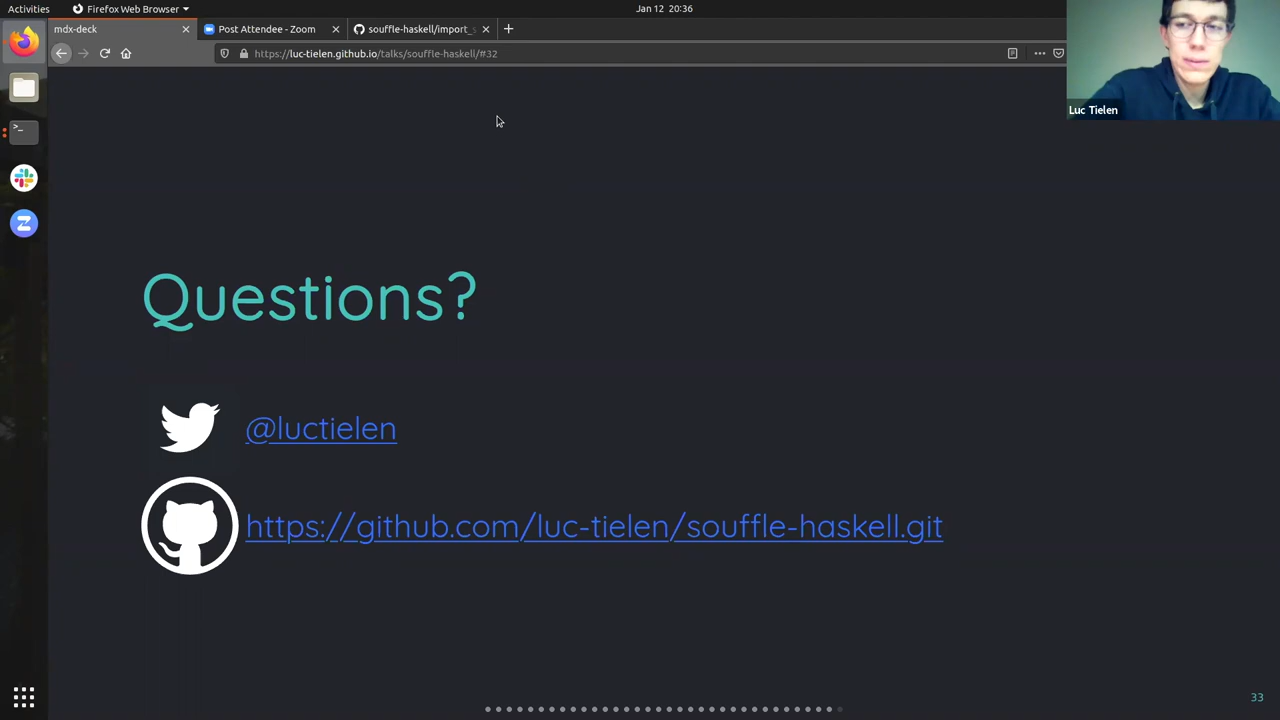 Activities
Firefox Web Browser
Jan 12 20:36
mdx-deck
Post Attendee - Zoom
souffle-haskell/import_s
https://luc-tielen.github.io/talks/souffle-haskell/#32
Luc Tielen
Questions?
@luctielen
https://github.com/luc-tielen/souffle-haskell.git
33